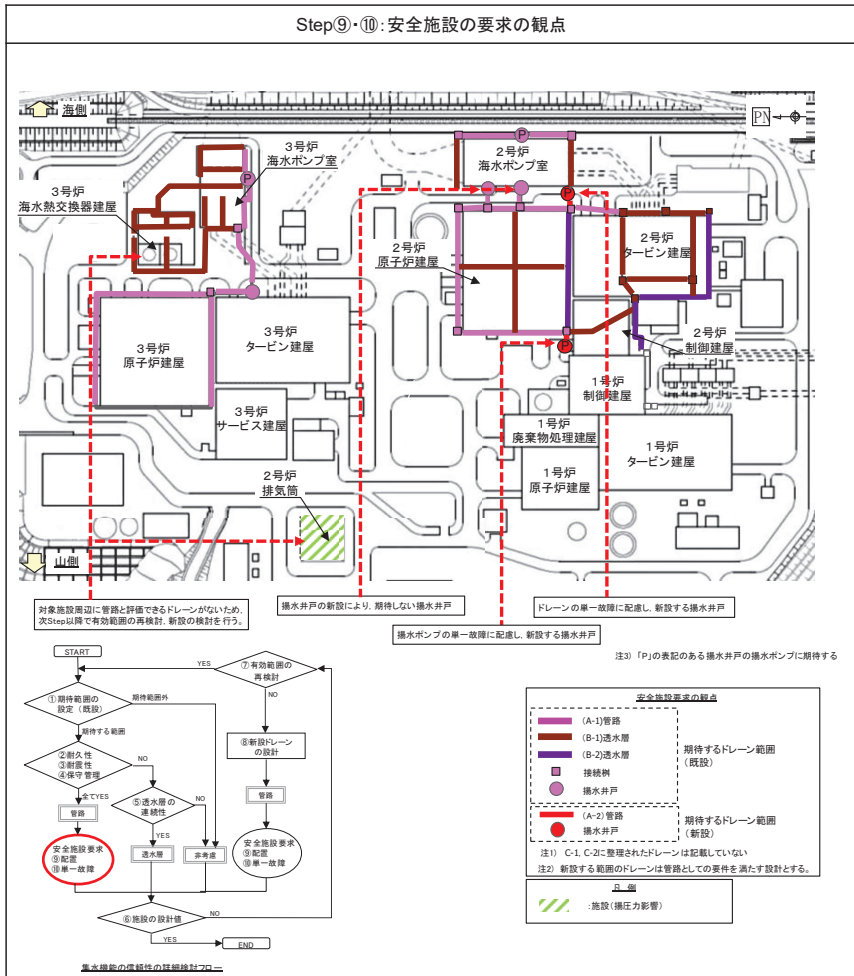 Step⑨・⑩:安全施設の要求の観点
海側
PN
3号炉
海水ポンプ室
P
3号炉
海水熱交換器建屋
P
2号炉
海水ポンプ室
P
2号炉
原子炉建屋
2号炉
タービン建屋
3号炉
原子炉建屋
3号炉
タービン建屋
P
2号炉
制御建屋
1号炉
制御建屋
3号炉
サービス建屋
1号炉
廃棄物処理建屋
1号炉
タービン建屋
1号炉
原子炉建屋
2号炉
排気筒
山側
対象施設周辺に管路と評価できるドレーンがないため、
次Step以降で有効範囲の再検討、新設の検討を行う。
揚水井戸の新設により、期待しない揚水井戸
ドレーンの単一故障に配慮し、新設する揚水井戸
揚水ポンプの単一故障に配慮し、新設する揚水井戸
注3) 「P」の表記のある揚水井戸の揚水ポンプに期待する
START
YES
⑦有効範囲の
再検討
①期待範囲の
設定(既設)
期待範囲外
NO
期待する範囲
⑧新設ドレーン
の設計
②耐久性
③耐震性
④保守管理
NO
全てYES
⑤透水層の
連続性
NO
管路
管路
YES
安全施設要求
⑨配置
⑩単一故障
透水層
非考慮
安全施設要求
⑨配置
⑩単一故障
⑥施設の設計値
NO
YES
END
集水機能の信頼性の詳細検討フロー
安全施設要求の観点
(A-1)管路
(B-1)透水層
(B-2)透水層
接続桝
揚水井戸
期待するドレーン範囲
(既設)
(A-2)管路
揚水井戸
期待するドレーン範囲
(新設)
注1) C-1, C-2に整理されたドレーンは記載していない
注2) 新設する範囲のドレーンは管路としての要件を満たす設計とする。
凡 例
:施設(揚圧力影響)